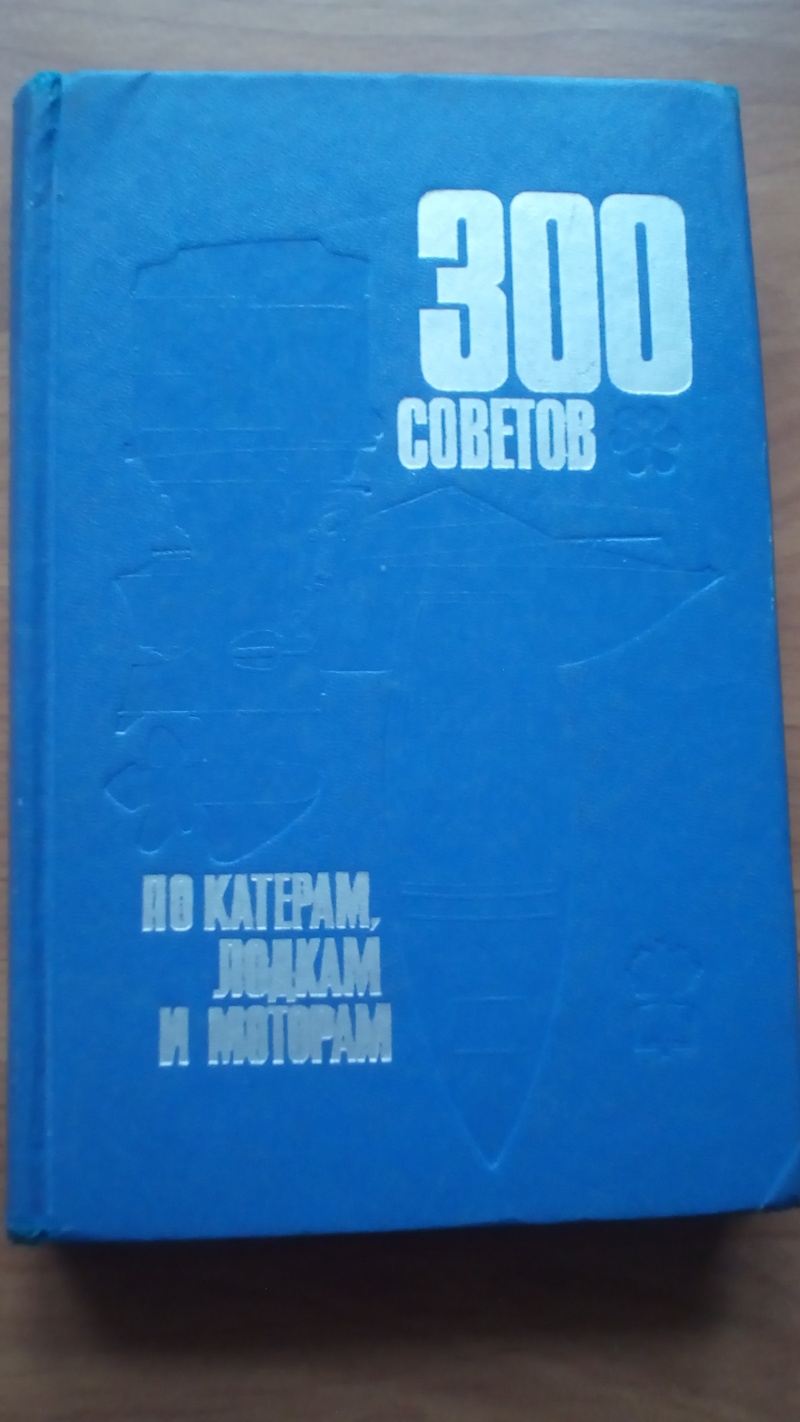 300
СОВЕТОВ
ПО КАТЕРАМ,
ЛОДКАМ
И МОТОРАМ